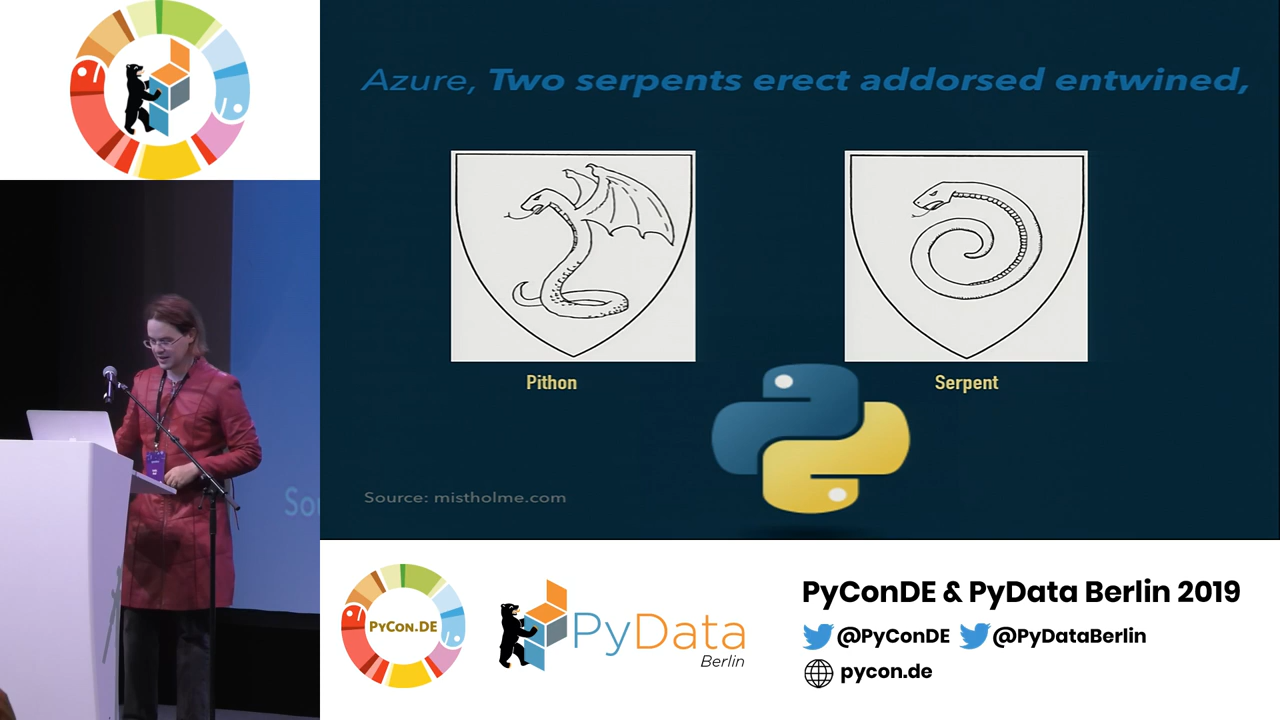 Azure, Two serpents erect addorsed entwined,
Pithon
Serpent
Source: mistholme.com
So
PyCon.DE
PyData
Berlin
PyConDE & PyData Berlin 2019
@PyConDE @PyDataBerlin
pycon.de